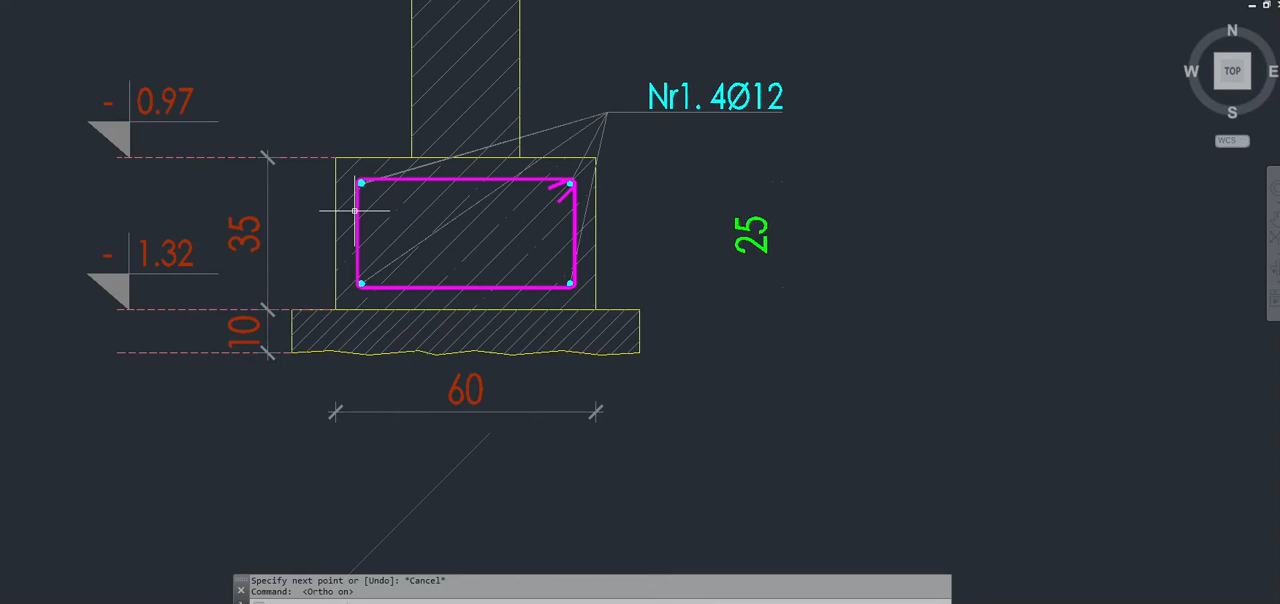 N
W
TOP
E
S
WCS
Nr1. 4Ø12
- 0.97
35
25
- 1.32
10
60
Specify next point or [Undo]: *Cancel*
Command: <Ortho on>